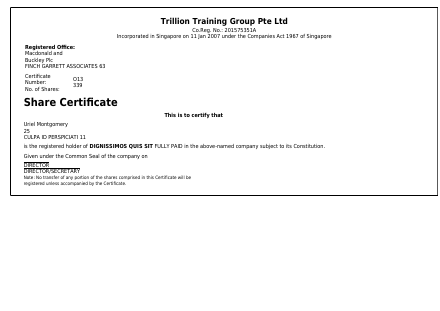 Trillion Training Group Pte Ltd
Co.Reg. No.: 201575351A
Incorporated in Singapore on 11 Jan 2007 under the Companies Act 1967 of Singapore
Registered Office:
Macdonald and
Buckley Plc
FINCH GARRETT ASSOCIATES 63
Certificate Number: O13
No. of Shares: 339
Share Certificate
This is to certify that
Uriel Montgomery
25
CULPA ID PERSPICIATI 11
is the registered holder of DIGNISSIMOS QUIS SIT FULLY PAID in the above-named company subject to its Constitution.
Given under the Common Seal of the company on
DIRECTOR
DIRECTOR/SECRETARY
Note: No transfer of any portion of the shares comprised in this Certificate will be
registered unless accompanied by the Certificate.